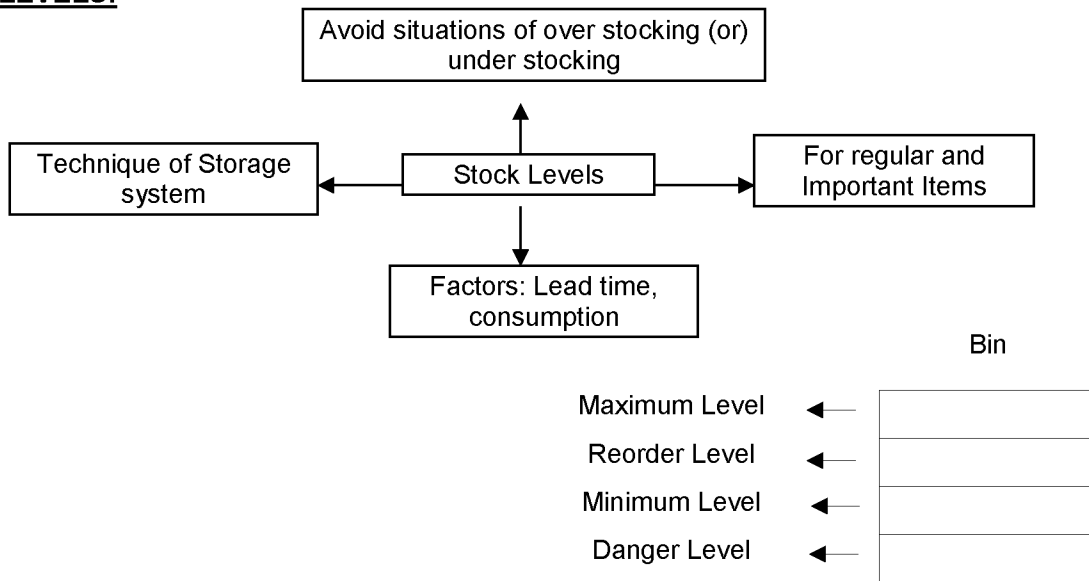 Avoid situations of over stocking (or)
under stocking
Technique of Storage
system
Stock Levels
For regular and
Important Items
Factors: Lead time,
consumption
Bin
Maximum Level
Reorder Level
Minimum Level
Danger Level